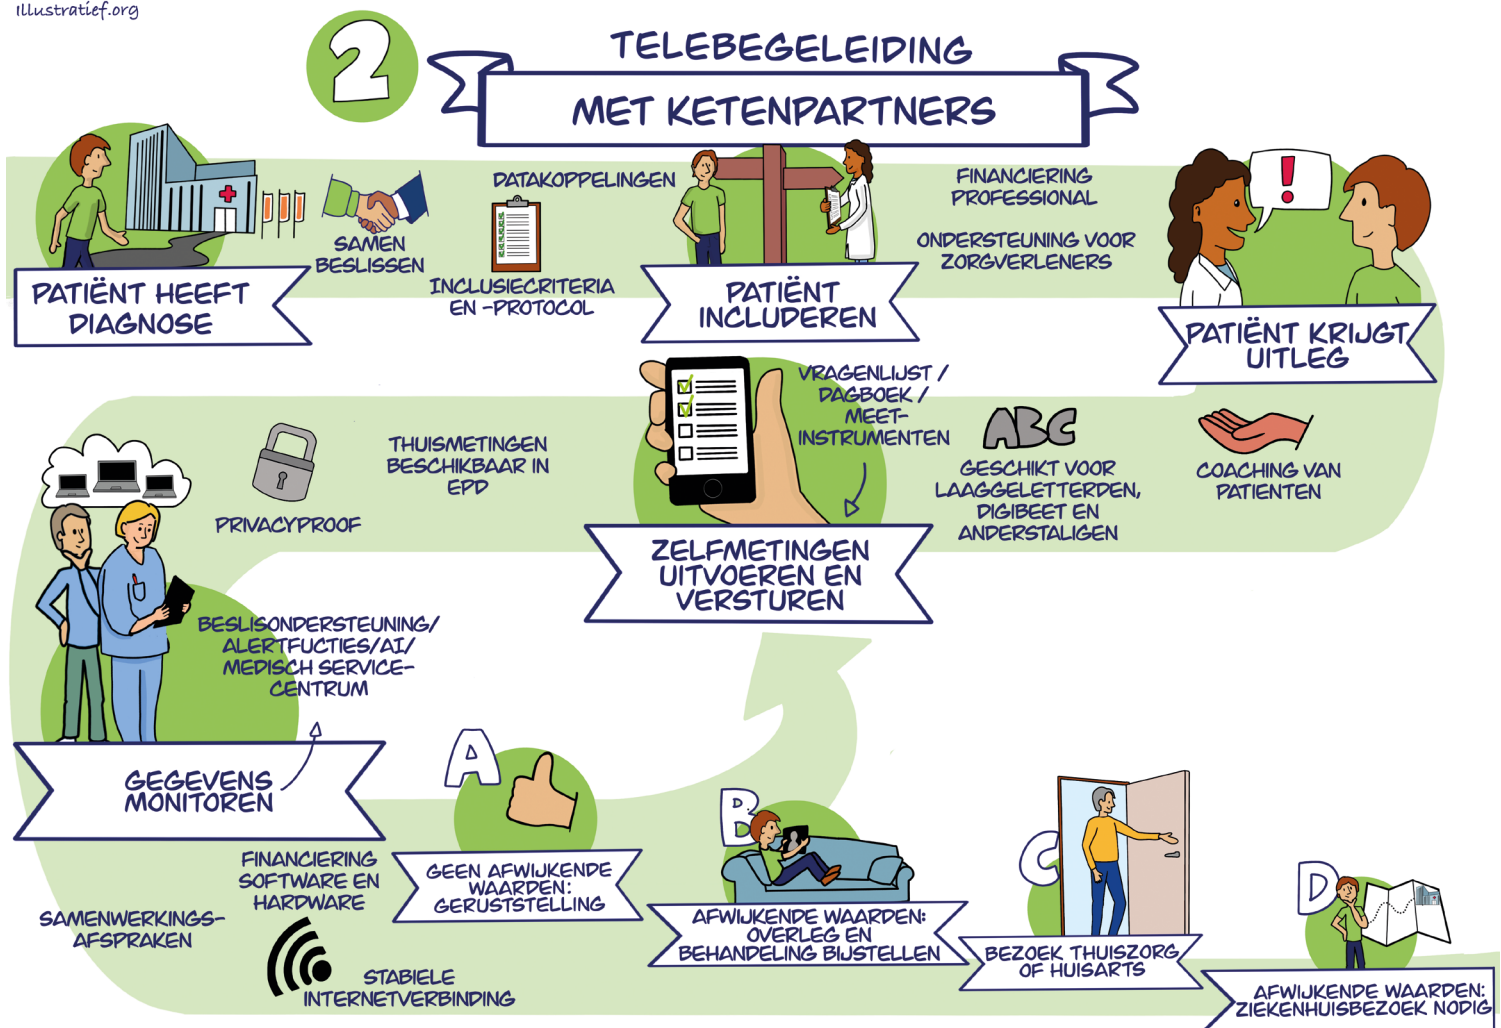 Illustratief.org
2
TELEBEGELEIDING
MET KETENPARTNERS
PATIËNT HEEFT
DIAGNOSE
SAMEN
BESLISSEN
DATAKOPPELINGEN
INCLUSIECRITERIA
EN -PROTOCOL
PATIËNT
INCLUDEREN
FINANCIERING
PROFESSIONAL
ONDERSTEUNING VOOR
ZORGVERLENERS
!
PATIËNT KRIJGT
UITLEG
COACHING VAN
PATIENTEN
ABC
GESCHIKT VOOR
LAAGGELETTERDEN,
DIGIBEET EN
ANDERSTALIGEN
VRAGENLIJST /
DAGBOEK /
MEET-
INSTRUMENTEN
ZELFMETINGEN
UITVOEREN EN
VERSTUREN
THUISMETINGEN
BESCHIKBAAR IN
EPD
PRIVACYPROOF
BESLISONDERSTEUNING/
ALERTFUCTIES/AI/
MEDISCH SERVICE-
CENTRUM
GEGEVENS
MONITOREN
SAMENWERKINGS-
AFSPRAKEN
FINANCIERING
SOFTWARE EN
HARDWARE
STABIELE
INTERNETVERBINDING
A
GEEN AFWIJKENDE
WAARDEN:
GERUSTSTELLING
B
AFWIJKENDE WAARDEN:
OVERLEG EN
BEHANDELING BIJSTELLEN
C
BEZOEK THUISZORG
OF HUISARTS
D
AFWIJKENDE WAARDEN:
ZIEKENHUISBEZOEK NODIG